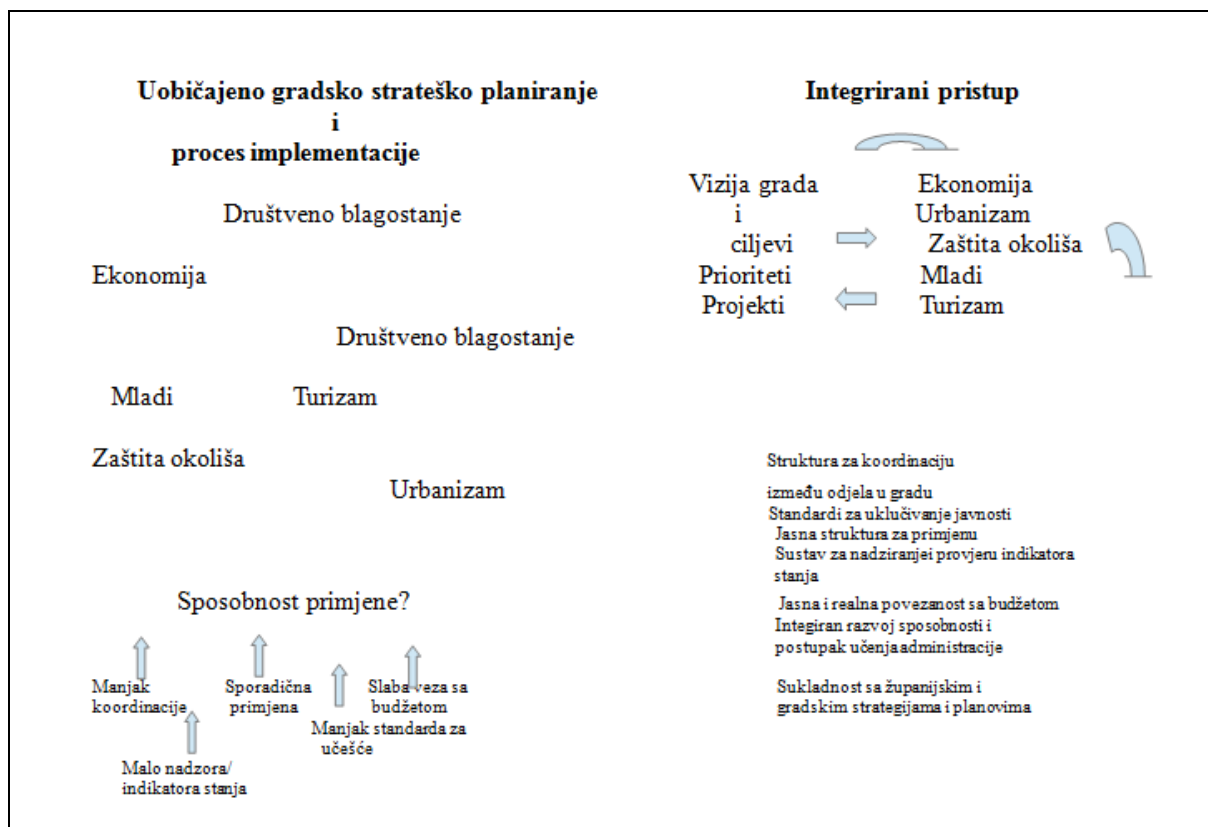 Uobičajeno gradsko strateško planiranje
i
proces implementacije
Društveno blagostanje
Ekonomija
Društveno blagostanje
Mladi Turizam
Zaštita okoliša
Urbanizam
Sposobnost primjene?
Manjak
koordinacije
Sporadična
primjena
Slaba veza sa
budžetom
Manjak standarda za
učešće
Malo nadzora/
indikatora stanja
Integrirani pristup
Vizija grada
i
ciljevi
Prioriteti
Projekti
Ekonomija
Urbanizam
Zaštita okoliša
Mladi
Turizam
Struktura za koordinaciju
između odjela u gradu
Standardi za uključivanje javnosti
Jasna struktura za primjenu
Sustav za nadziranjei provjeru indikatora
stanja
Jasna i realna povezanost sa budžetom
Integiran razvoj sposobnosti i
postupak učenja administracije
Sukladnost sa županijskim i
gradskim strategijama i planovima